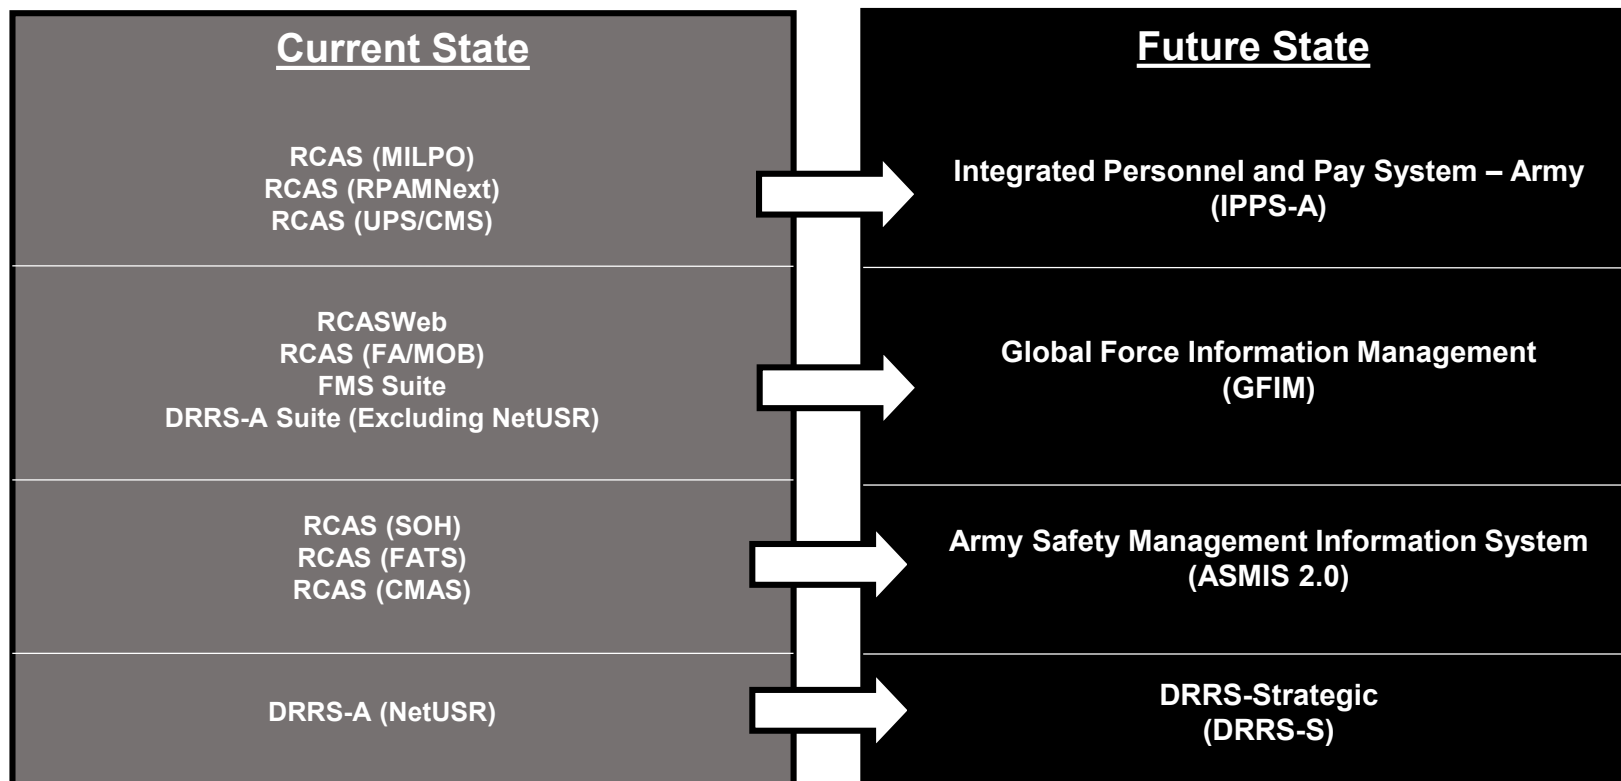 Current State
RCAS (MILPO)
RCAS (RPAMNext)
RCAS (UPS/CMS)
RCASWeb
RCAS (FA/MOB)
FMS Suite
DRRS-A Suite (Excluding NetUSR)
RCAS (SOH)
RCAS (FATS)
RCAS (CMAS)
DRRS-A (NetUSR)
Future State
Integrated Personnel and Pay System – Army
(IPPS-A)
Global Force Information Management
(GFIM)
Army Safety Management Information System
(ASMIS 2.0)
DRRS-Strategic
(DRRS-S)